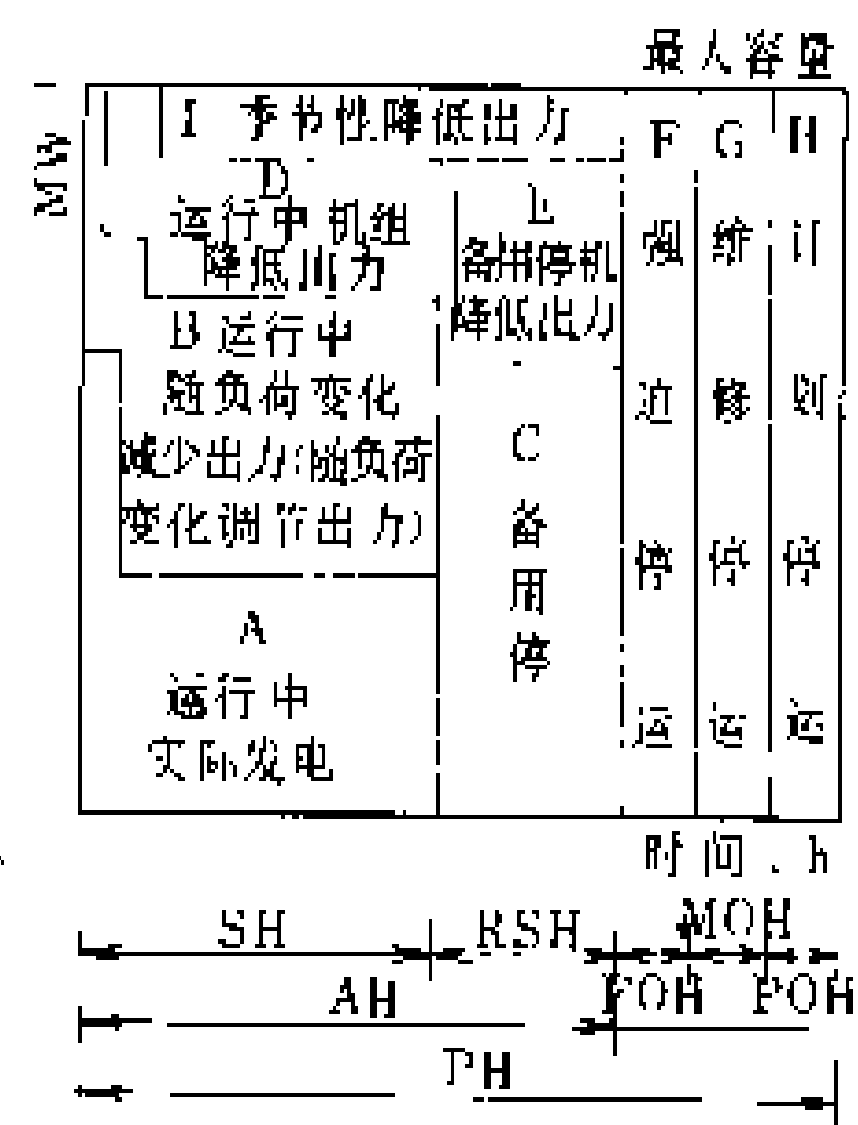 最大容量
MW
I 季节性降低出力
F
G
H
D
运行中机组
降低出力
E
备用停机
降低出力
B 运行中
随负荷变化
减少出力(随负荷
变化调节出力)
C
备
用
停
A
运行中
实际发电
强
迫
停
运
维
修
停
运
计
划
停
运
时间.h
SH
RSH
MOH
AH
FOH
POH
PH